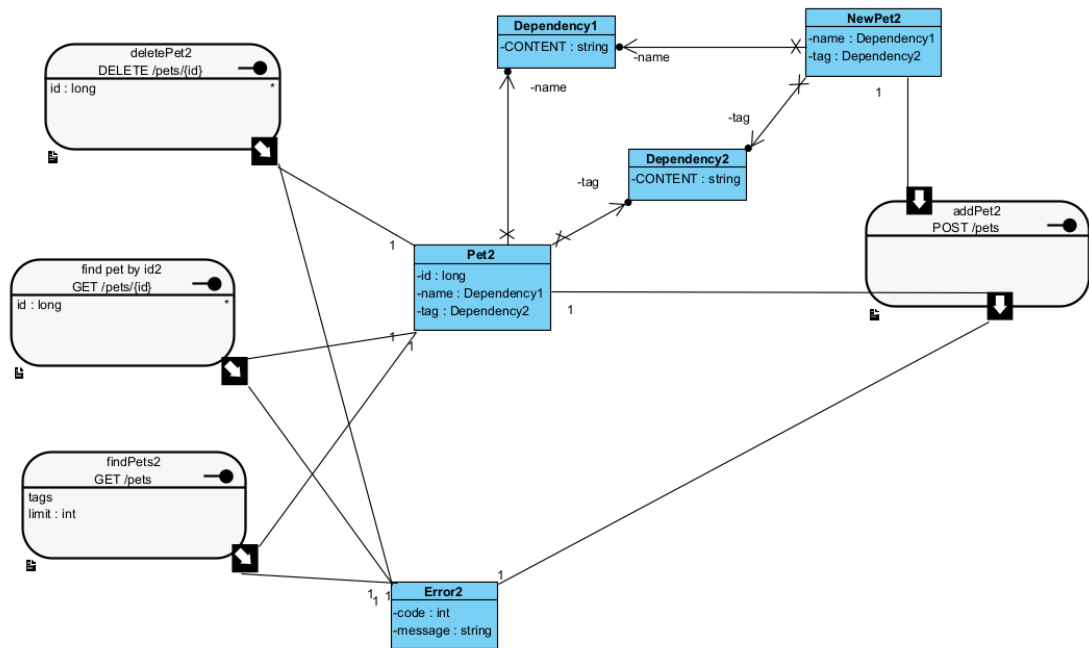 Dependency1
-CONTENT : string
-name
-name
NewPet2
-name : Dependency1
-tag : Dependency2
1
deletePet2
DELETE /pets/{id}
id : long
*
-tag
Dependency2
-CONTENT : string
-tag
addPet2
POST /pets
1
Pet2
-id : long
-name : Dependency1
-tag : Dependency2
1
1
1
find pet by id2
GET /pets/{id}
id : long
*
findPets2
GET /pets
tags
limit : int
1
1
1
1
Error2
-code : int
-message : string